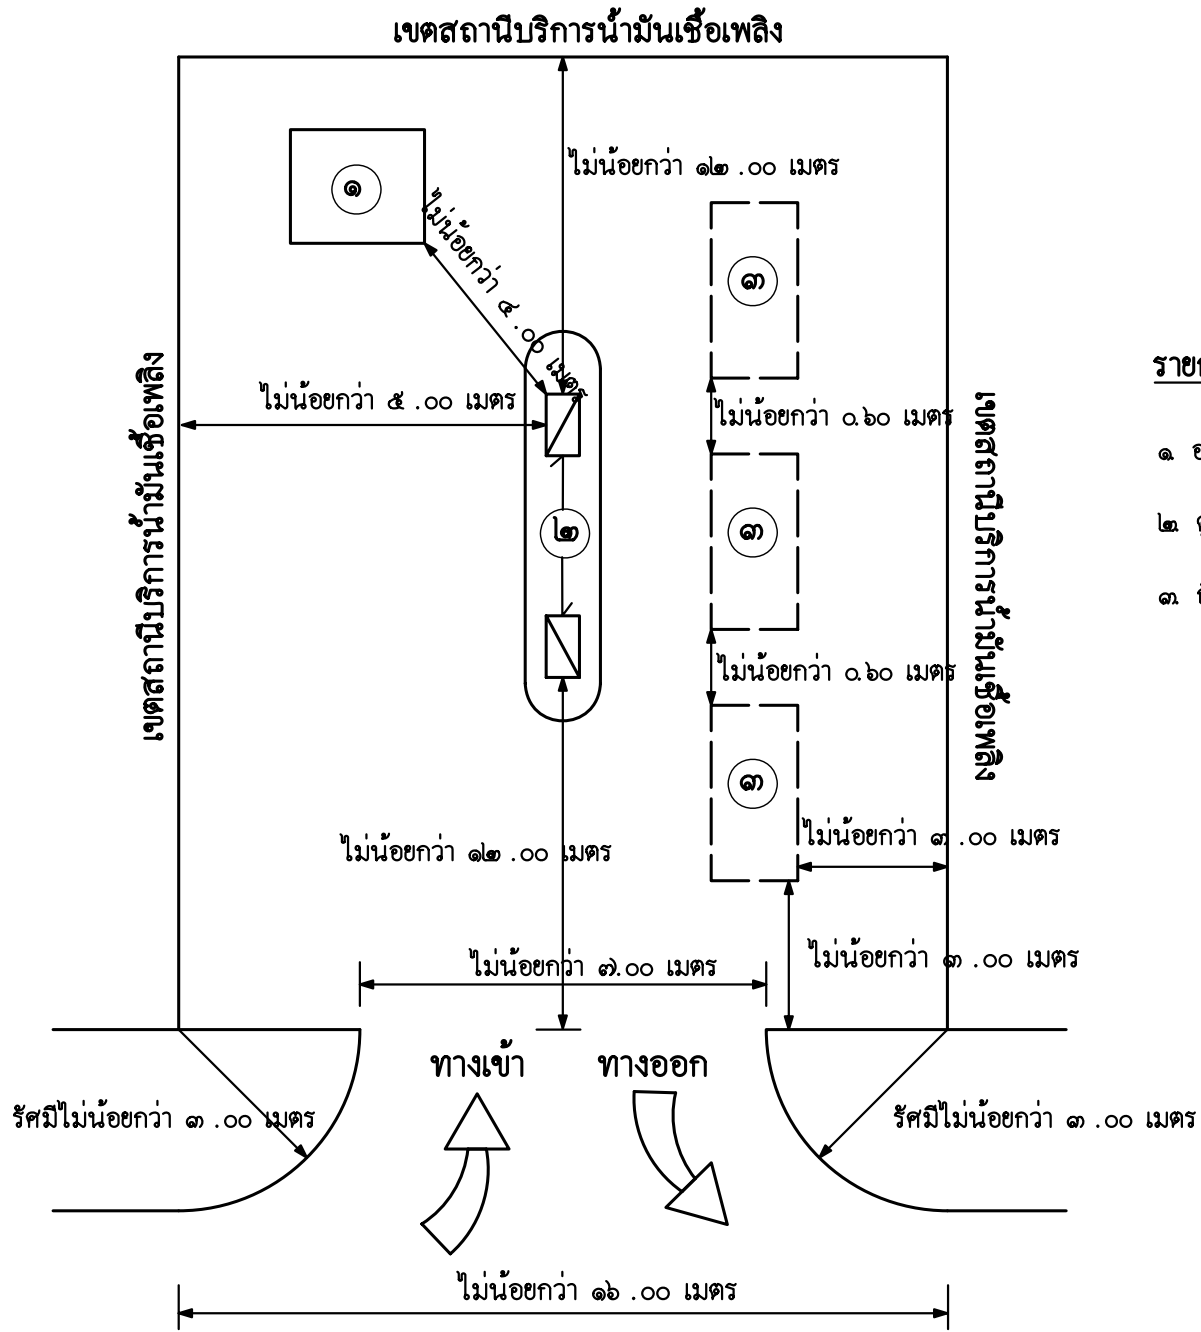 เขตสถานีบริการน้ำมันเชื้อเพลิง
ไม่น้อยกว่า ๑๒.๐๐ เมตร
๑
ไม่น้อยกว่า ๔.๐๐ เมตร
๓
เขตสถานีบริการน้ำมันเชื้อเพลิง
ไม่น้อยกว่า ๕.๐๐ เมตร
ไม่น้อยกว่า ๐.๖๐ เมตร
เขตสถานีบริการน้ำมันเชื้อเพลิง
๒
๓
ไม่น้อยกว่า ๐.๖๐ เมตร
๓
ไม่น้อยกว่า ๑๒.๐๐ เมตร
ไม่น้อยกว่า ๓.๐๐ เมตร
ไม่น้อยกว่า ๗.๐๐ เมตร
ไม่น้อยกว่า ๓.๐๐ เมตร
ทางเข้า
ทางออก
รัศมีไม่น้อยกว่า ๓.๐๐ เมตร
รัศมีไม่น้อยกว่า ๓.๐๐ เมตร
ไม่น้อยกว่า ๑๖.๐๐ เมตร
๑.
๒.
๓.